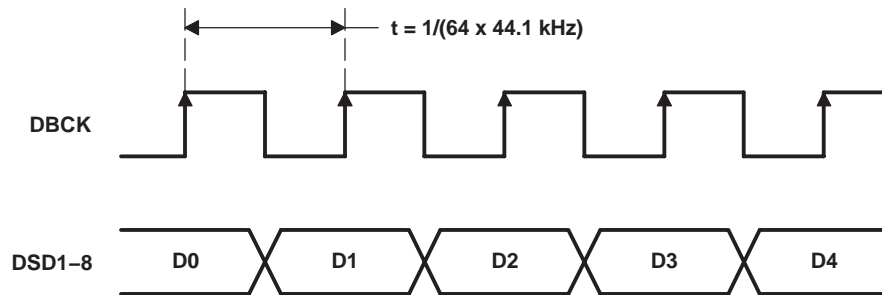 t = 1/(64 x 44.1 kHz)
DBCK
DSD1–8
D0
D1
D2
D3
D4